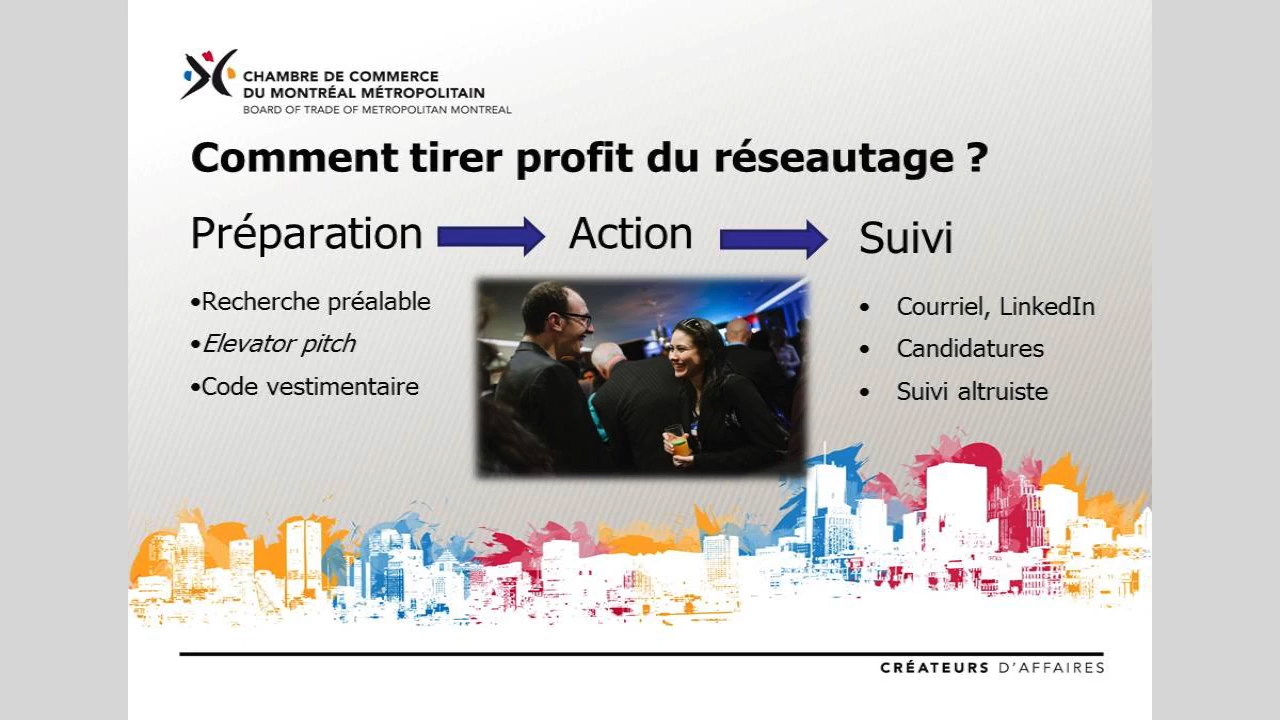 CHAMBRE DE COMMERCE
DU MONTRÉAL MÉTROPOLITAIN
BOARD OF TRADE OF METROPOLITAN MONTREAL
Comment tirer profit du réseautage ?
Préparation
•Recherche préalable
•Elevator pitch
•Code vestimentaire
Action
Suivi
• Courriel, LinkedIn
• Candidatures
• Suivi altruiste
CRÉATEURS D'AFFAIRES